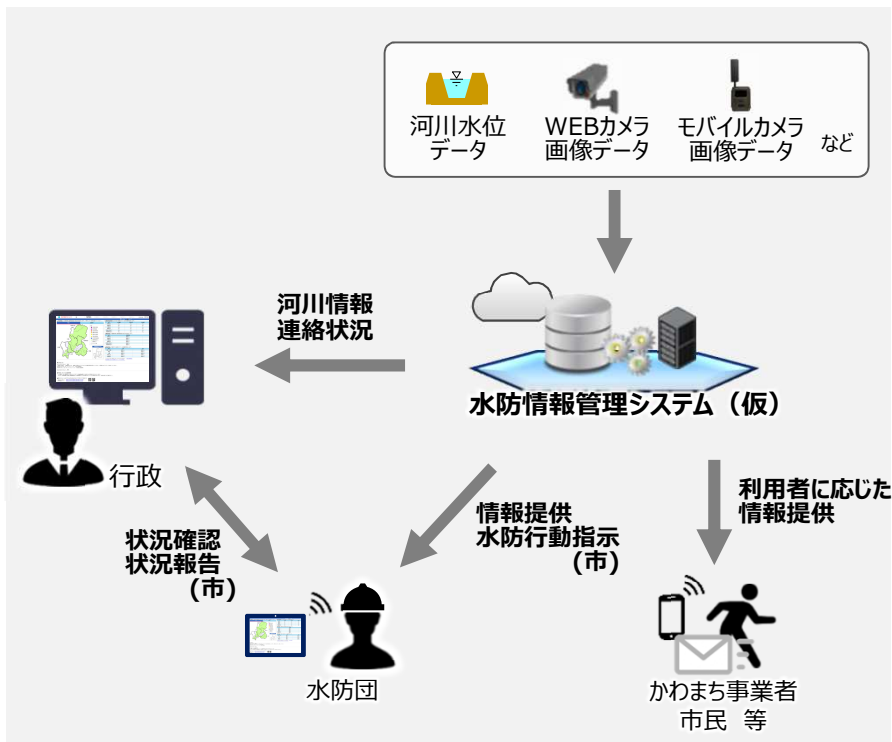 河川水位
データ
WEBカメラ
画像データ
モバイルカメラ
画像データ
など
河川情報
連絡状況
水防情報管理システム（仮）
行政
状況確認
状況報告
(市)
情報提供
水防行動指示
(市)
利用者に応じた
情報提供
水防団
かわまち事業者
市民 等